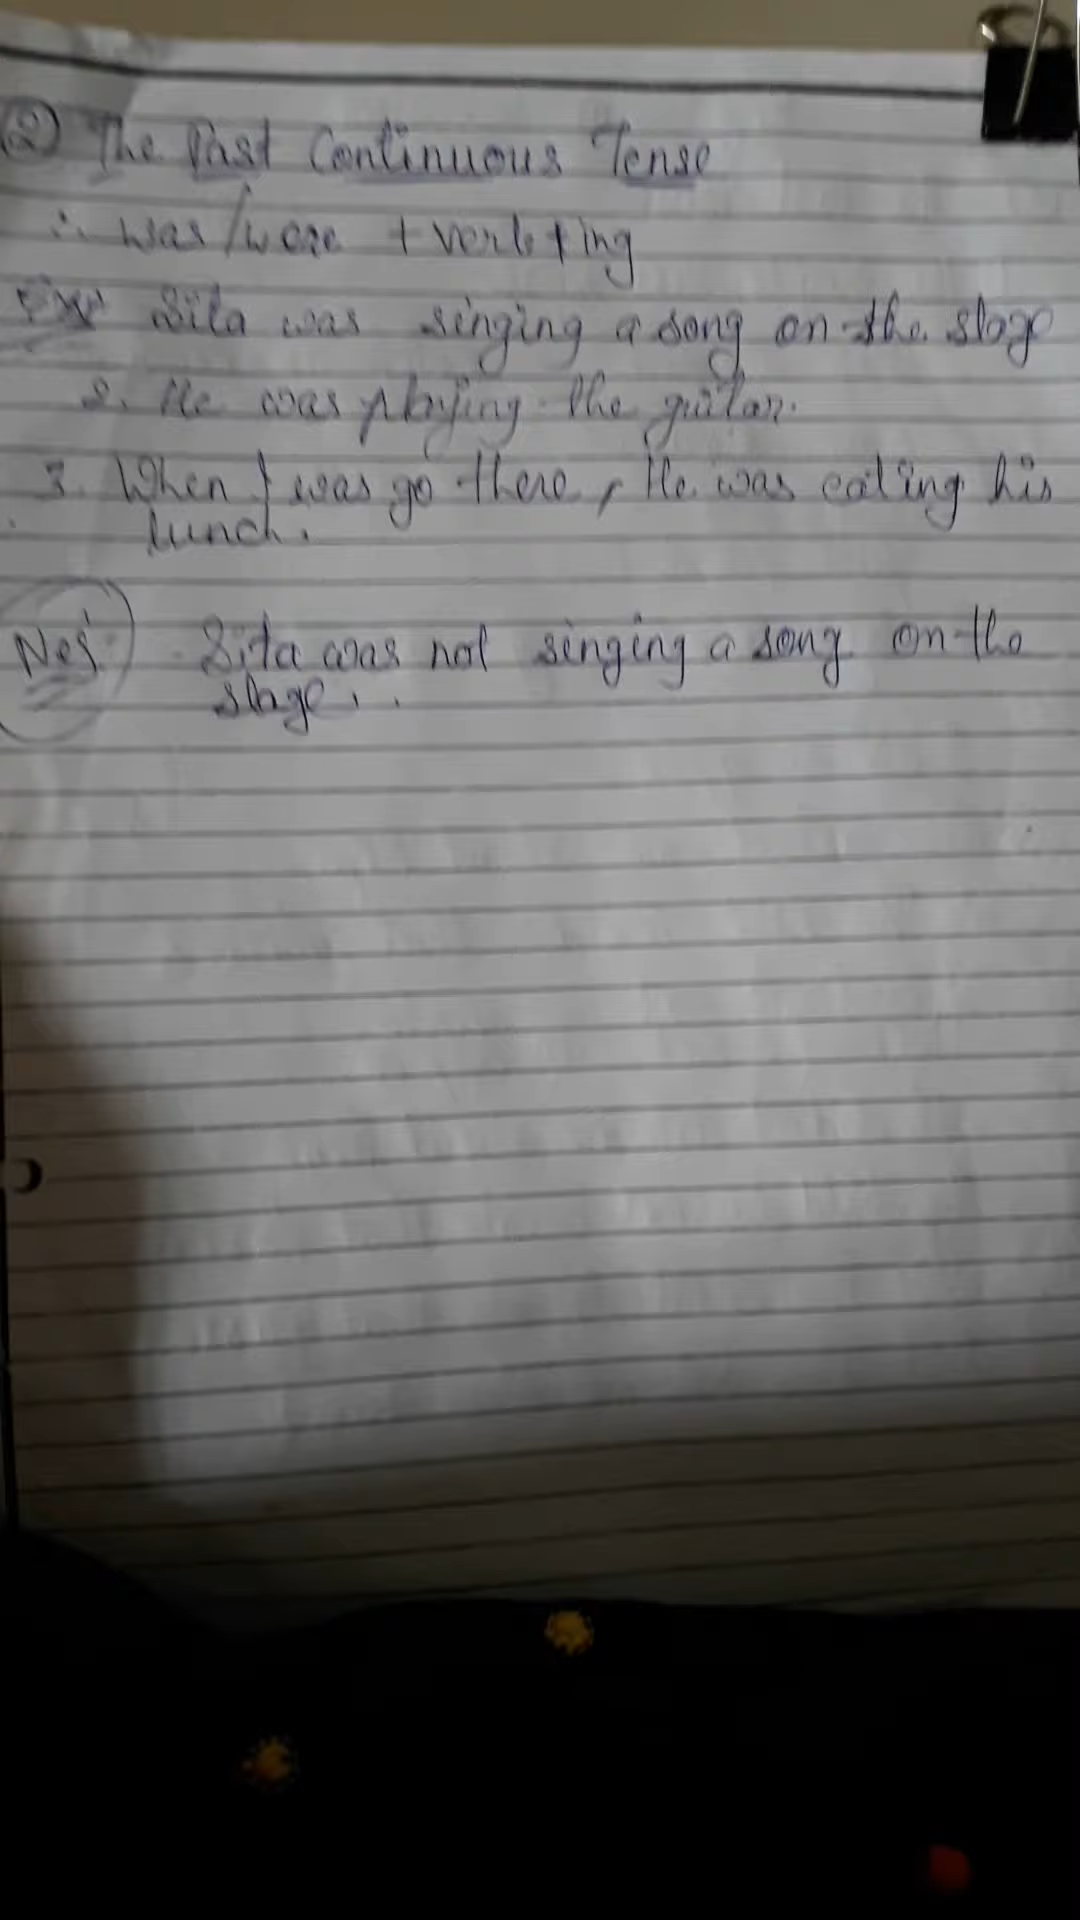 ② The Past Continuous Tense
∴ was/were + verb + ing
Ex: Sita was singing a song on the stage
2. He was playing the guitar.
3. When I was go there, He was eating his
lunch.
Neg: Sita was not singing a song on the
stage..